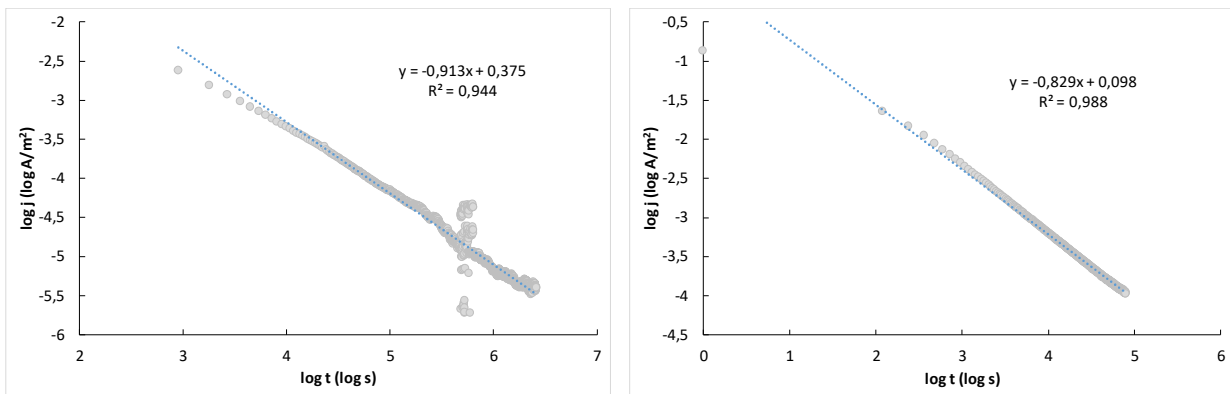 -2
-2,5
-3
-3,5
-4
-4,5
-5
-5,5
-6
log j (log A/m²)
y = -0,913x + 0,375
R² = 0,944
2 3 4 5 6 7
log t (log s)
-0,5
-1
-1,5
-2
-2,5
-3
-3,5
-4
-4,5
log j (log A/m²)
y = -0,829x + 0,098
R² = 0,988
0 1 2 3 4 5 6
log t (log s)